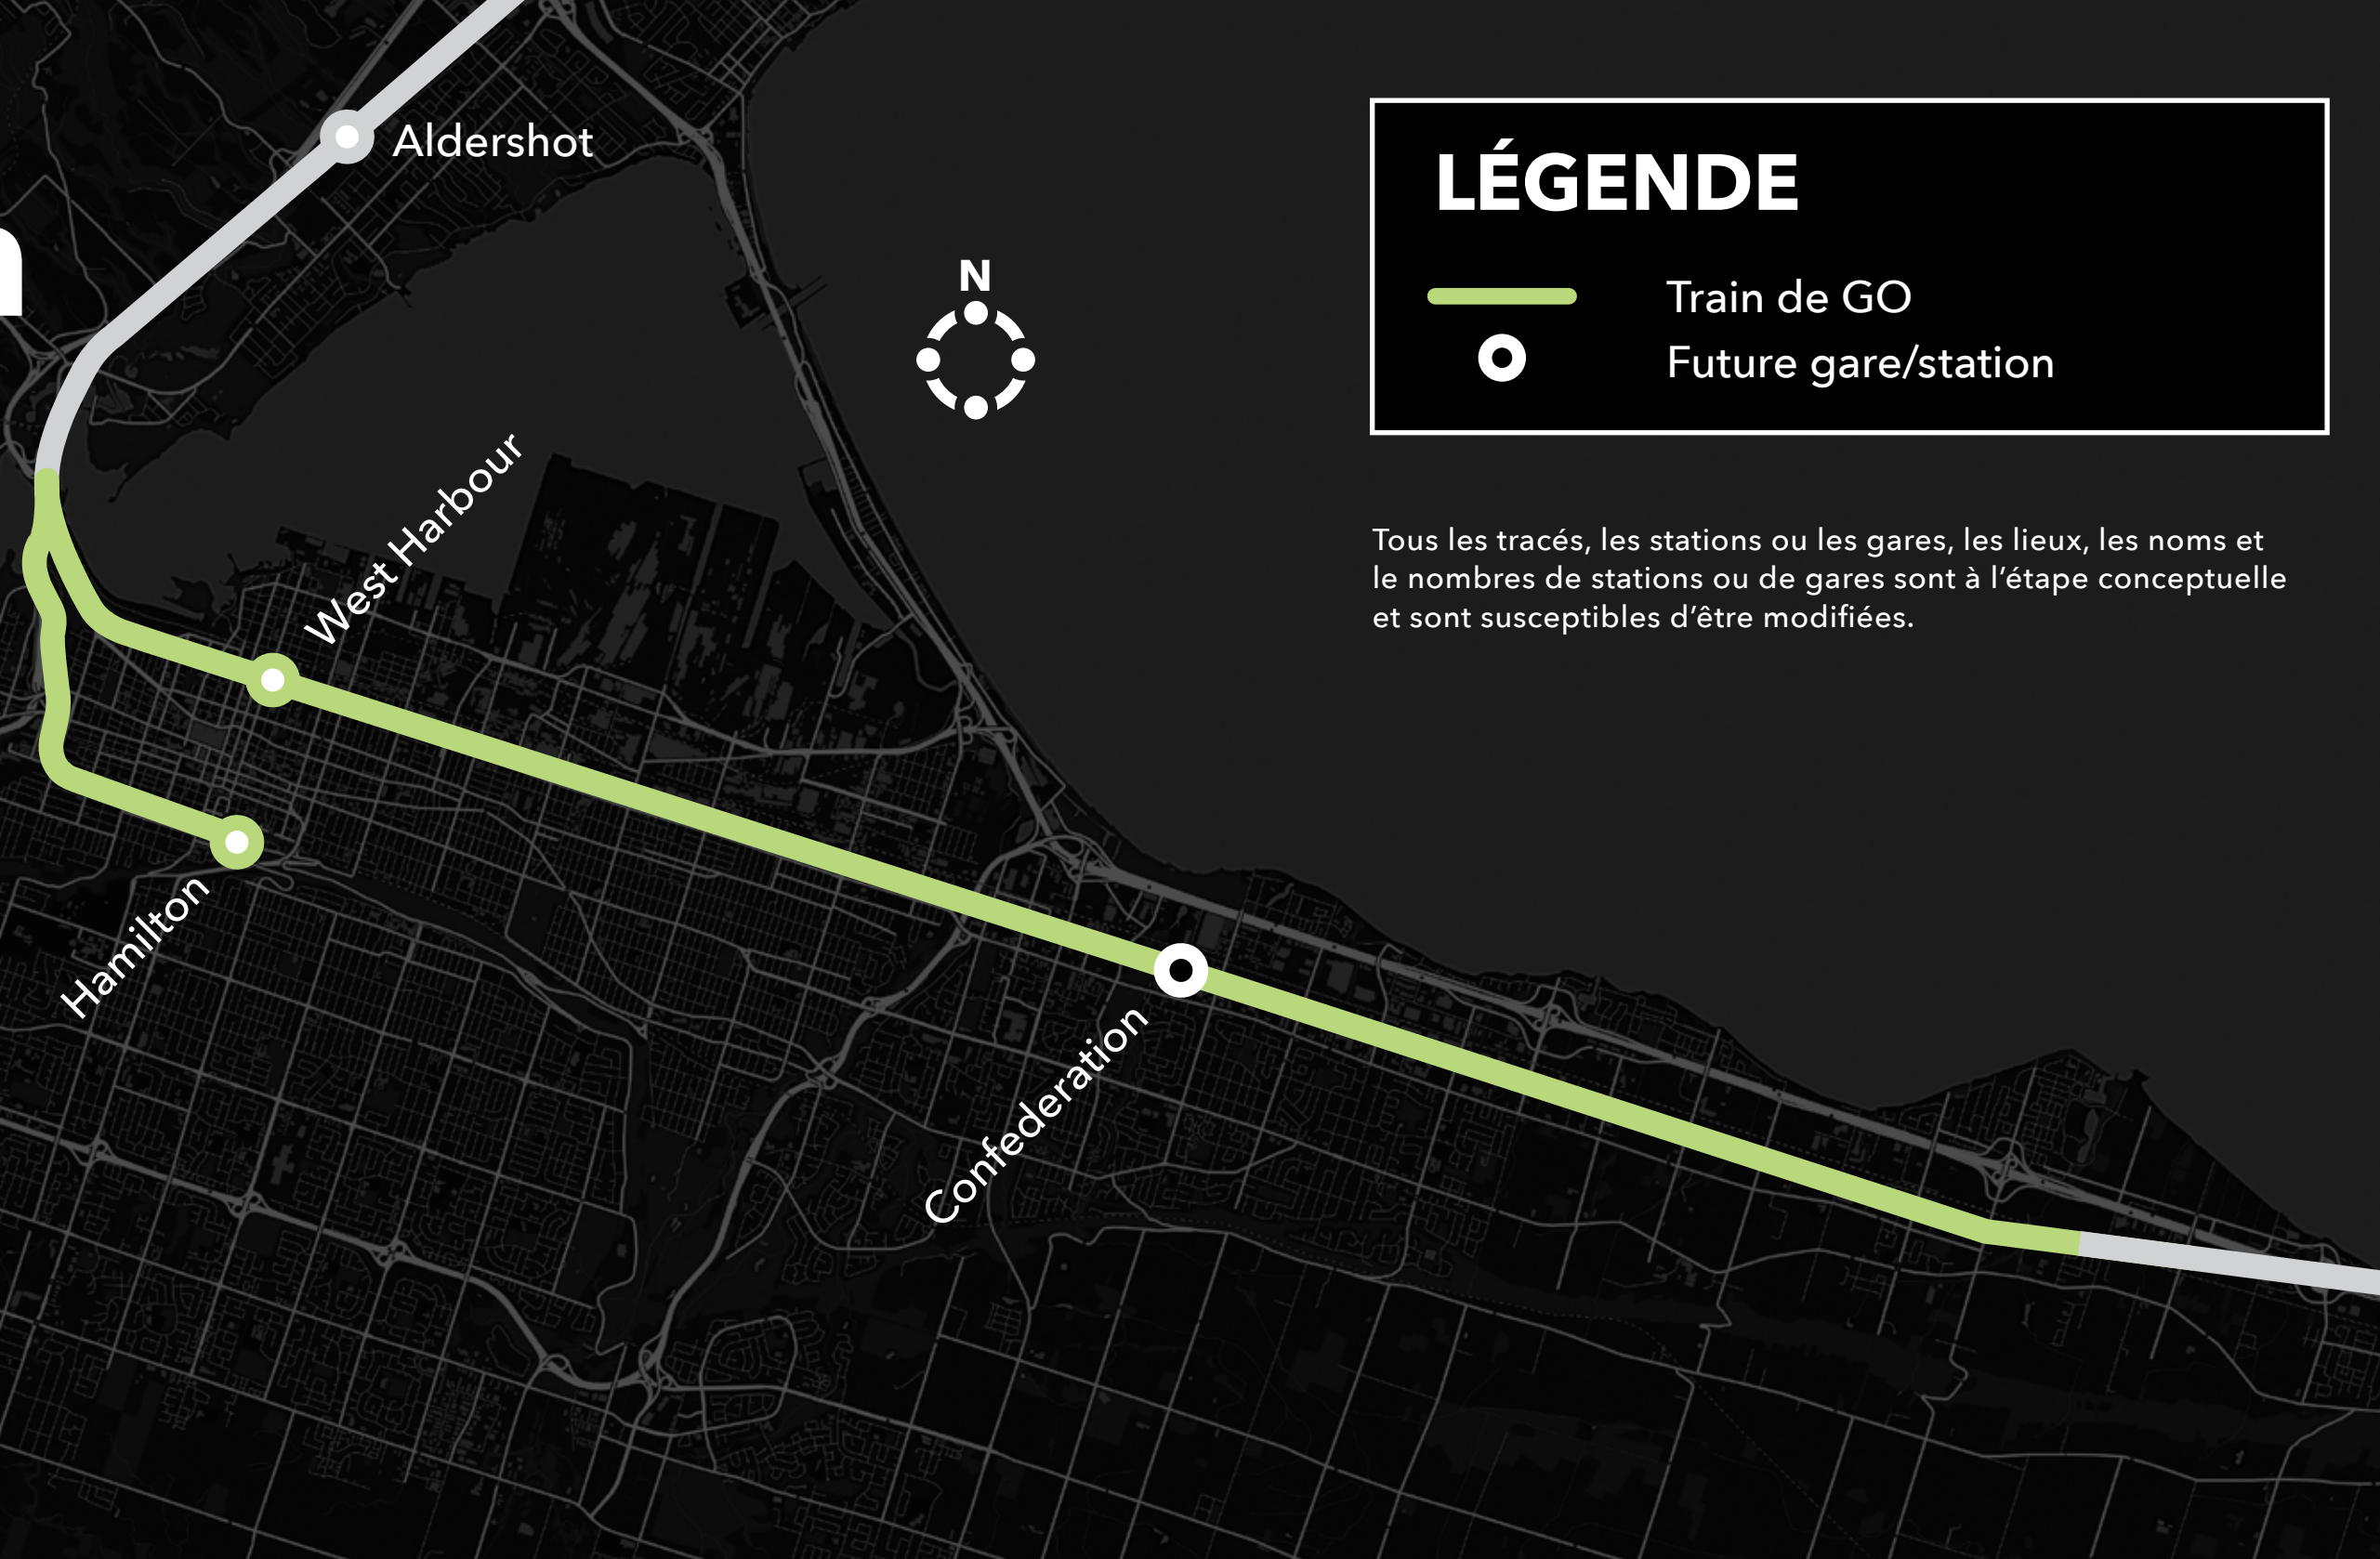 Aldershot
N
West Harbour
Hamilton
Confederation
LÉGENDE
Train de GO
Future gare/station
Tous les tracés, les stations ou les gares, les lieux, les noms et
le nombres de stations ou de gares sont à l’étape conceptuelle
et sont susceptibles d’être modifiées.